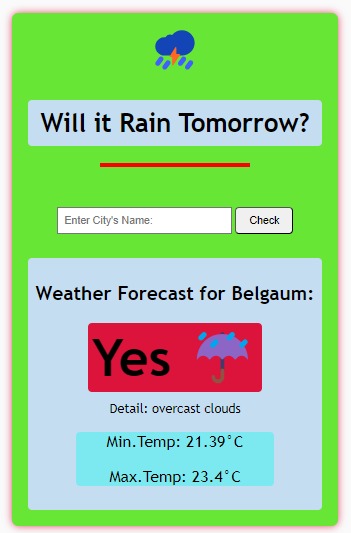 Will it Rain Tomorrow?
Enter City's Name: Check
Weather Forecast for Belgaum:
Yes
Detail: overcast clouds
Min.Temp: 21.39°C
Max.Temp: 23.4°C